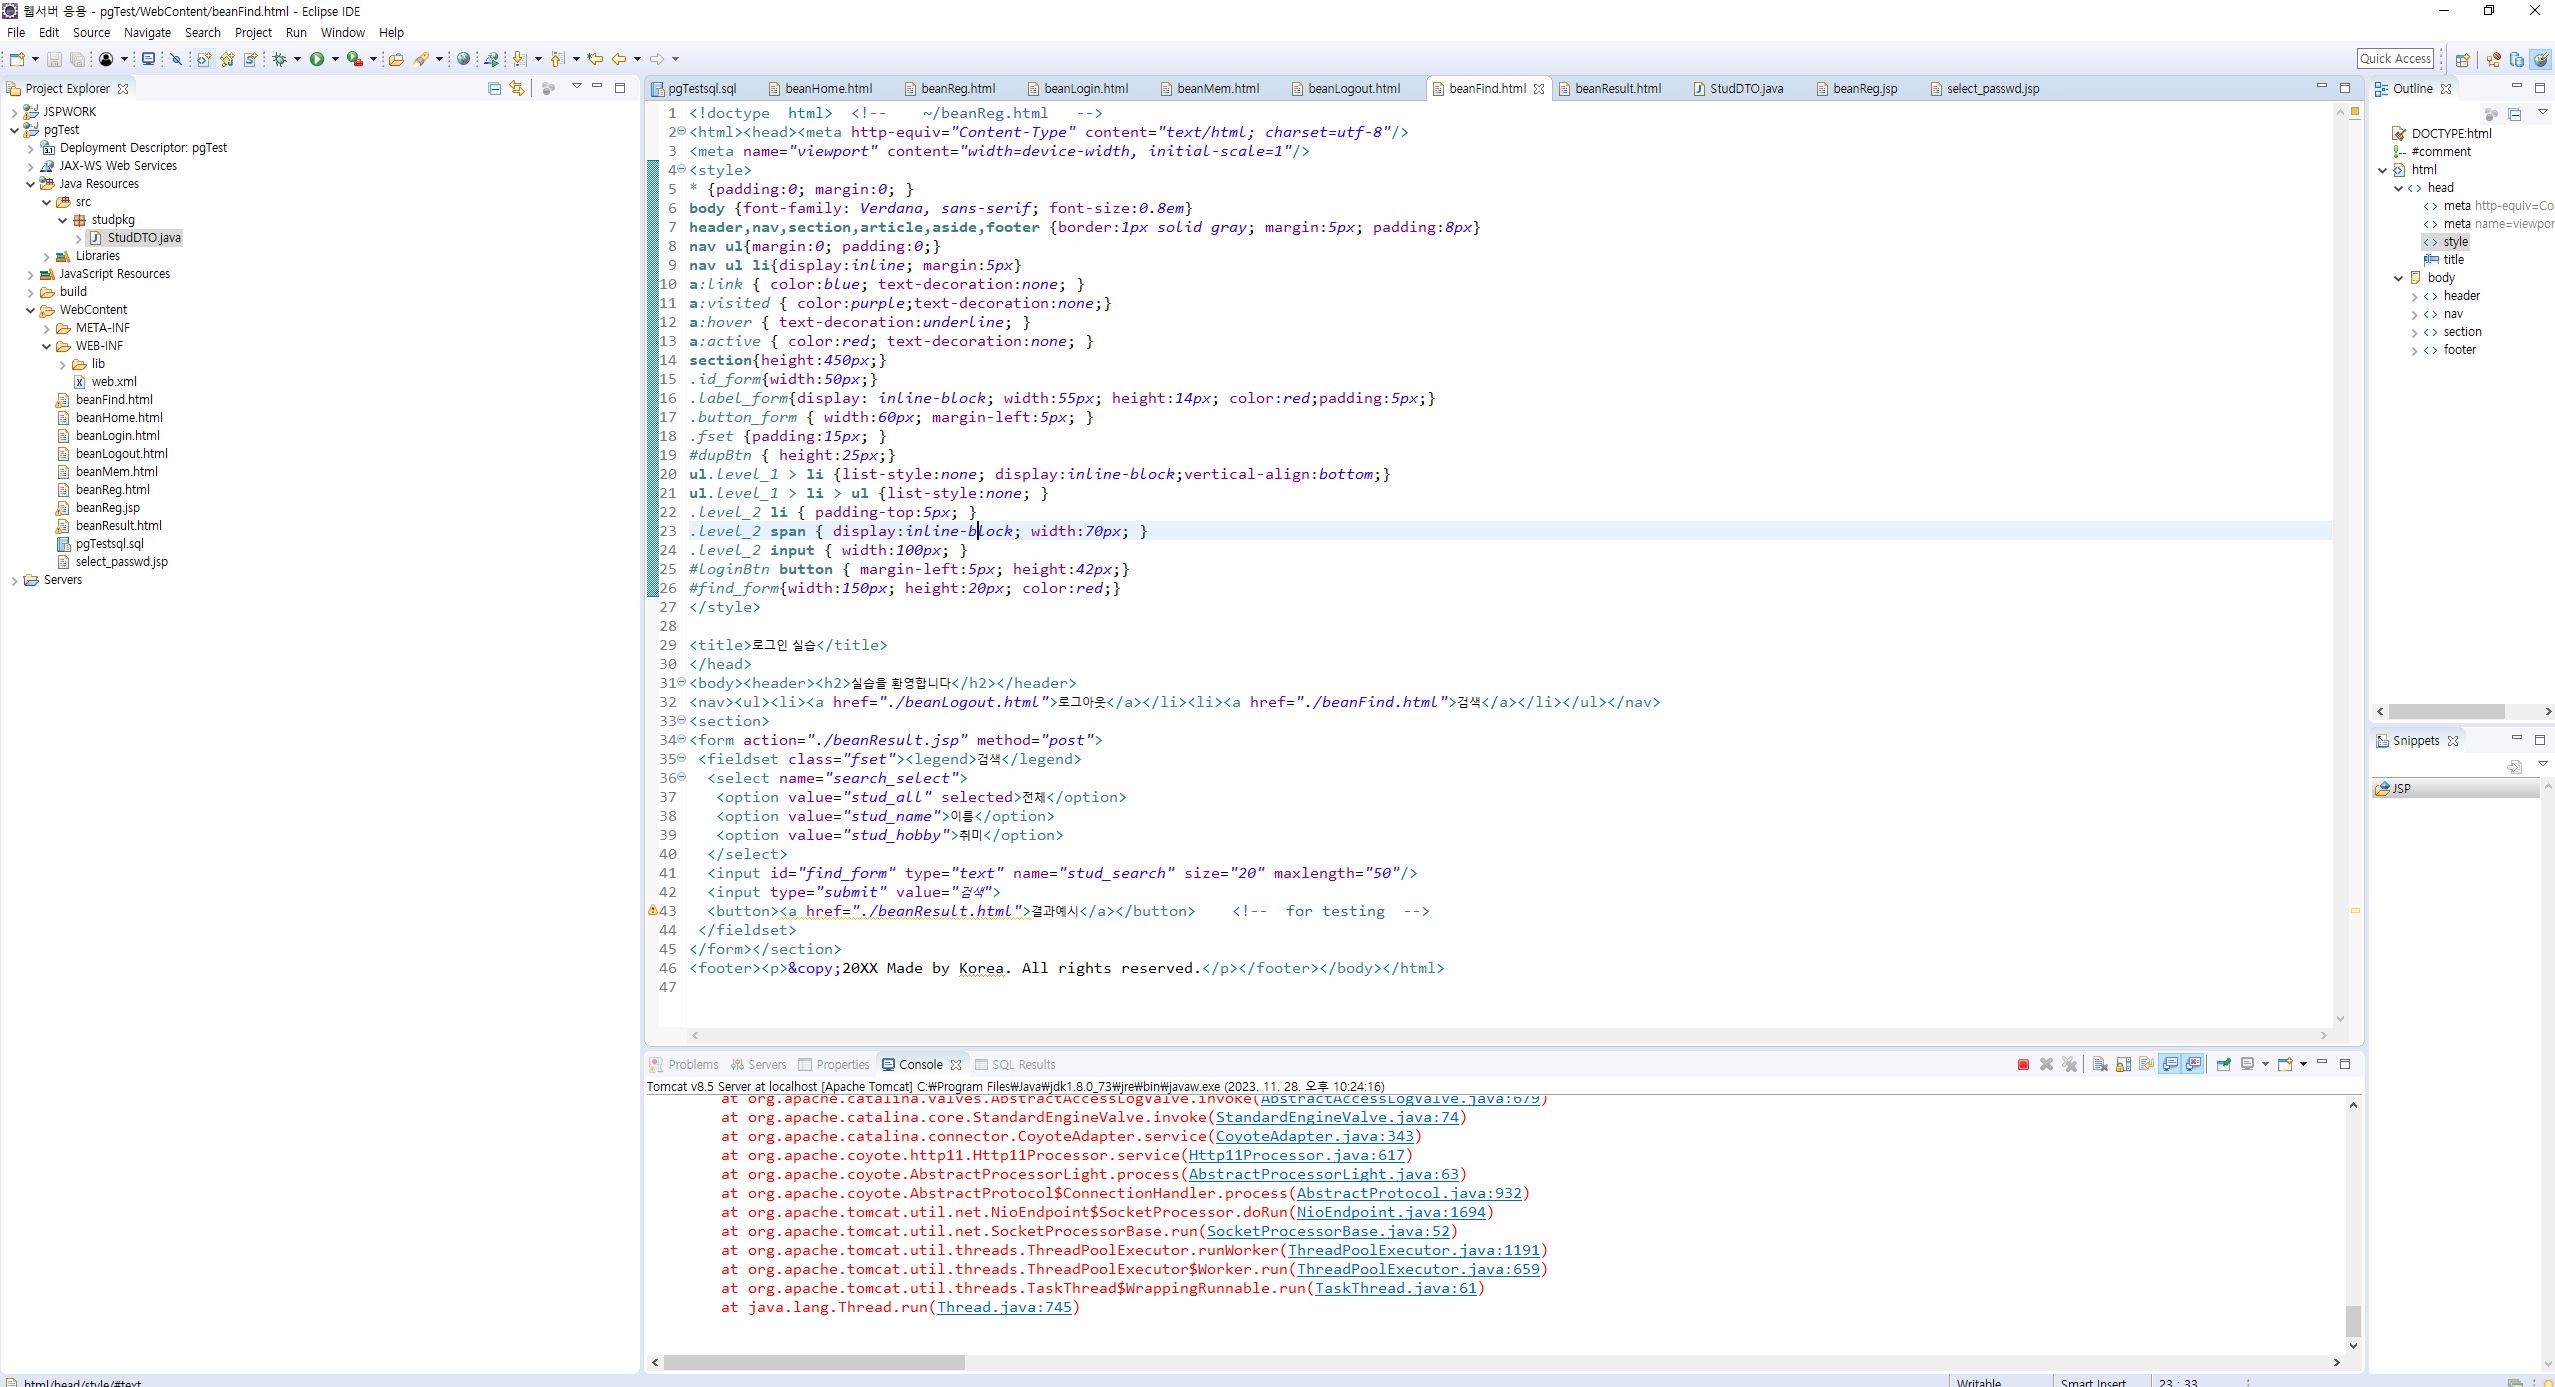 웹서버 응용 - pgTest/WebContent/beanFind.html - Eclipse IDE
File Edit Source Navigate Search Project Run Window Help
Quick Access
Project Explorer
JSPWORK
pgTest
Deployment Descriptor: pgTest
JAX-WS Web Services
Java Resources
src
studpkg
StudDTO.java
Libraries
JavaScript Resources
build
WebContent
META-INF
WEB-INF
lib
web.xml
beanFind.html
beanHome.html
beanLogin.html
beanLogout.html
beanMem.html
beanReg.html
beanReg.jsp
beanResult.html
pgTestsql.sql
select_passwd.jsp
Servers
pgTestsql.sql beanHome.html beanReg.html beanLogin.html beanMem.html beanLogout.html beanFind.html beanResult.html StudDTO.java beanReg.jsp select_passwd.jsp
1 <!doctype html> <!-- ~/beanReg.html -->
2 <html><head><meta http-equiv="Content-Type" content="text/html; charset=utf-8"/>
3 <meta name="viewport" content="width=device-width, initial-scale=1"/>
4 <style>
5 * {padding:0; margin:0; }
6 body {font-family: Verdana, sans-serif; font-size:0.8em}
7 header,nav,section,article,aside,footer {border:1px solid gray; margin:5px; padding:8px}
8 nav ul{margin:0; padding:0;}
9 nav ul li{display:inline; margin:5px}
10 a:link { color:blue; text-decoration:none; }
11 a:visited { color:purple;text-decoration:none;}
12 a:hover { text-decoration:underline; }
13 a:active { color:red; text-decoration:none; }
14 section{height:450px;}
15 .id_form{width:50px;}
16 .label_form{display: inline-block; width:55px; height:14px; color:red;padding:5px;}
17 .button_form { width:60px; margin-left:5px; }
18 .fset {padding:15px; }
19 #dupBtn { height:25px;}
20 ul.level_1 > li {list-style:none; display:inline-block;vertical-align:bottom;}
21 ul.level_1 > li > ul {list-style:none; }
22 .level_2 li { padding-top:5px; }
23 .level_2 span { display:inline-block; width:70px; }
24 .level_2 input { width:100px; }
25 #loginBtn button { margin-left:5px; height:42px;}
26 #find_form{width:150px; height:20px; color:red;}
27 </style>
28
29 <title>로그인 실습</title>
30 </head>
31 <body><header><h2>실습을 환영합니다</h2></header>
32 <nav><ul><li><a href="./beanLogout.html">로그아웃</a></li><li><a href="./beanFind.html">검색</a></li></ul></nav>
33 <section>
34 <form action="./beanResult.jsp" method="post">
35 <fieldset class="fset"><legend>검색</legend>
36 <select name="search_select">
37 <option value="stud_all" selected>전체</option>
38 <option value="stud_name">이름</option>
39 <option value="stud_hobby">취미</option>
40 </select>
41 <input id="find_form" type="text" name="stud_search" size="20" maxlength="50"/>
42 <input type="submit" value="검색">
43 <button><a href="./beanResult.html">결과예시</a></button> <!-- for testing -->
44 </fieldset>
45 </form></section>
46 <footer><p>&copy;20XX Made by Korea. All rights reserved.</p></footer></body></html>
47
Outline
DOCTYPE:html
#comment
html
head
meta http-equiv=Co
meta name=viewpor
style
title
body
header
nav
section
footer
Snippets
JSP
Problems Servers Properties Console SQL Results
Tomcat v8.5 Server at localhost [Apache Tomcat] C:₩Program Files₩Java₩jdk1.8.0_73₩jre₩bin₩javaw.exe (2023. 11. 28. 오후 10:24:16)
at org.apache.catalina.valves.AbstractAccessLogValve.invoke(AbstractAccessLogValve.java:679)
at org.apache.catalina.core.StandardEngineValve.invoke(StandardEngineValve.java:74)
at org.apache.catalina.connector.CoyoteAdapter.service(CoyoteAdapter.java:343)
at org.apache.coyote.http11.Http11Processor.service(Http11Processor.java:617)
at org.apache.coyote.AbstractProcessorLight.process(AbstractProcessorLight.java:63)
at org.apache.coyote.AbstractProtocol$ConnectionHandler.process(AbstractProtocol.java:932)
at org.apache.tomcat.util.net.NioEndpoint$SocketProcessor.doRun(NioEndpoint.java:1694)
at org.apache.tomcat.util.net.SocketProcessorBase.run(SocketProcessorBase.java:52)
at org.apache.tomcat.util.threads.ThreadPoolExecutor.runWorker(ThreadPoolExecutor.java:1191)
at org.apache.tomcat.util.threads.ThreadPoolExecutor$Worker.run(ThreadPoolExecutor.java:659)
at org.apache.tomcat.util.threads.TaskThread$WrappingRunnable.run(TaskThread.java:61)
at java.lang.Thread.run(Thread.java:745)
html/head/style/#text Writable Smart Insert 23 : 33